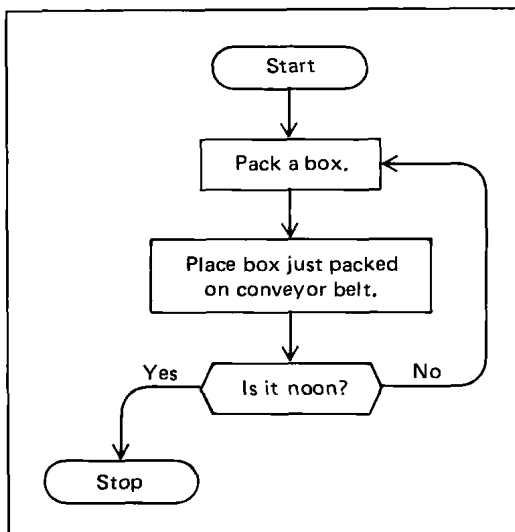 Start
Pack a box.
Place box just packed
on conveyor belt.
Yes
No
Is it noon?
Stop